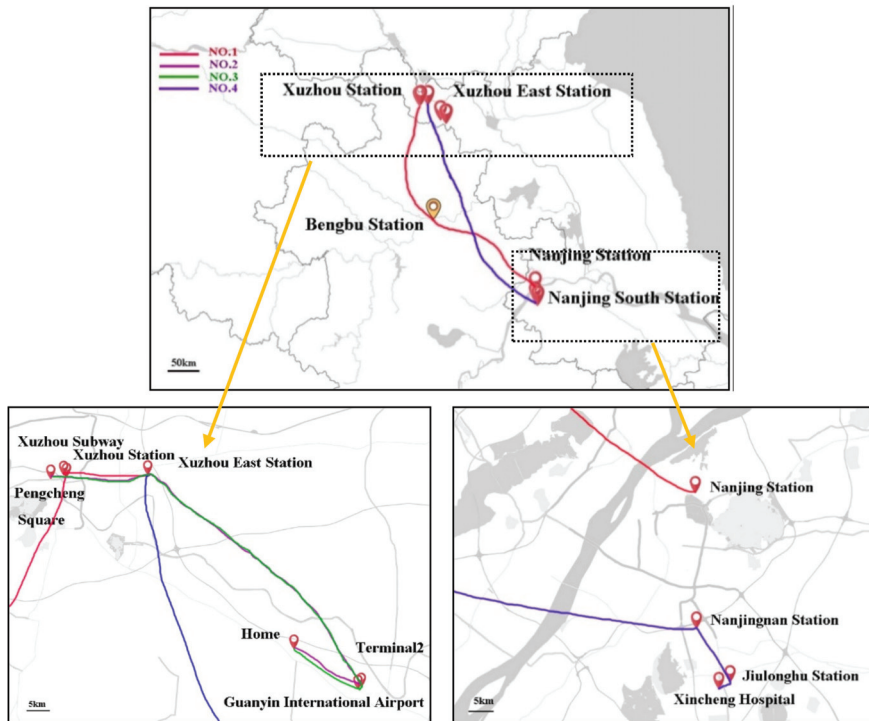 NO.1
NO.2
NO.3
NO.4
Xuzhou Station
Xuzhou East Station
Bengbu Station
Nanjing Station
Nanjing South Station
50km
Xuzhou Subway
Xuzhou Station
Xuzhou East Station
Pengcheng
Square
Home
Terminal2
Guanyin International Airport
5km
Nanjing Station
Nanjingnan Station
Jiulonghu Station
Xincheng Hospital
5km